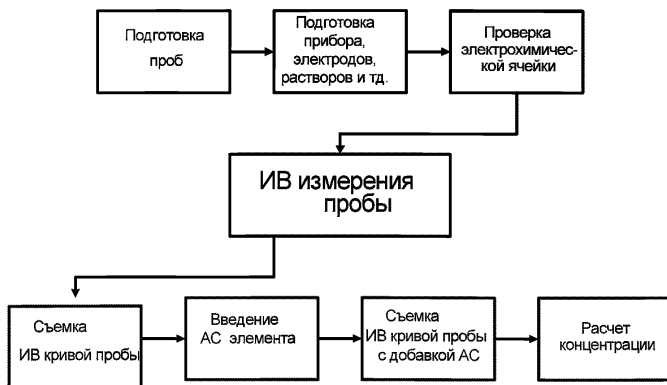 Подготовка
проб
Подготовка
прибора,
электродов,
растворов и тд.
Проверка
электрохимичес-
кой ячейки
ИВ измерения
пробы
Съемка
ИВ кривой пробы
Введение
АС элемента
Съемка
ИВ кривой пробы
с добавкой АС
Расчет
концентрации